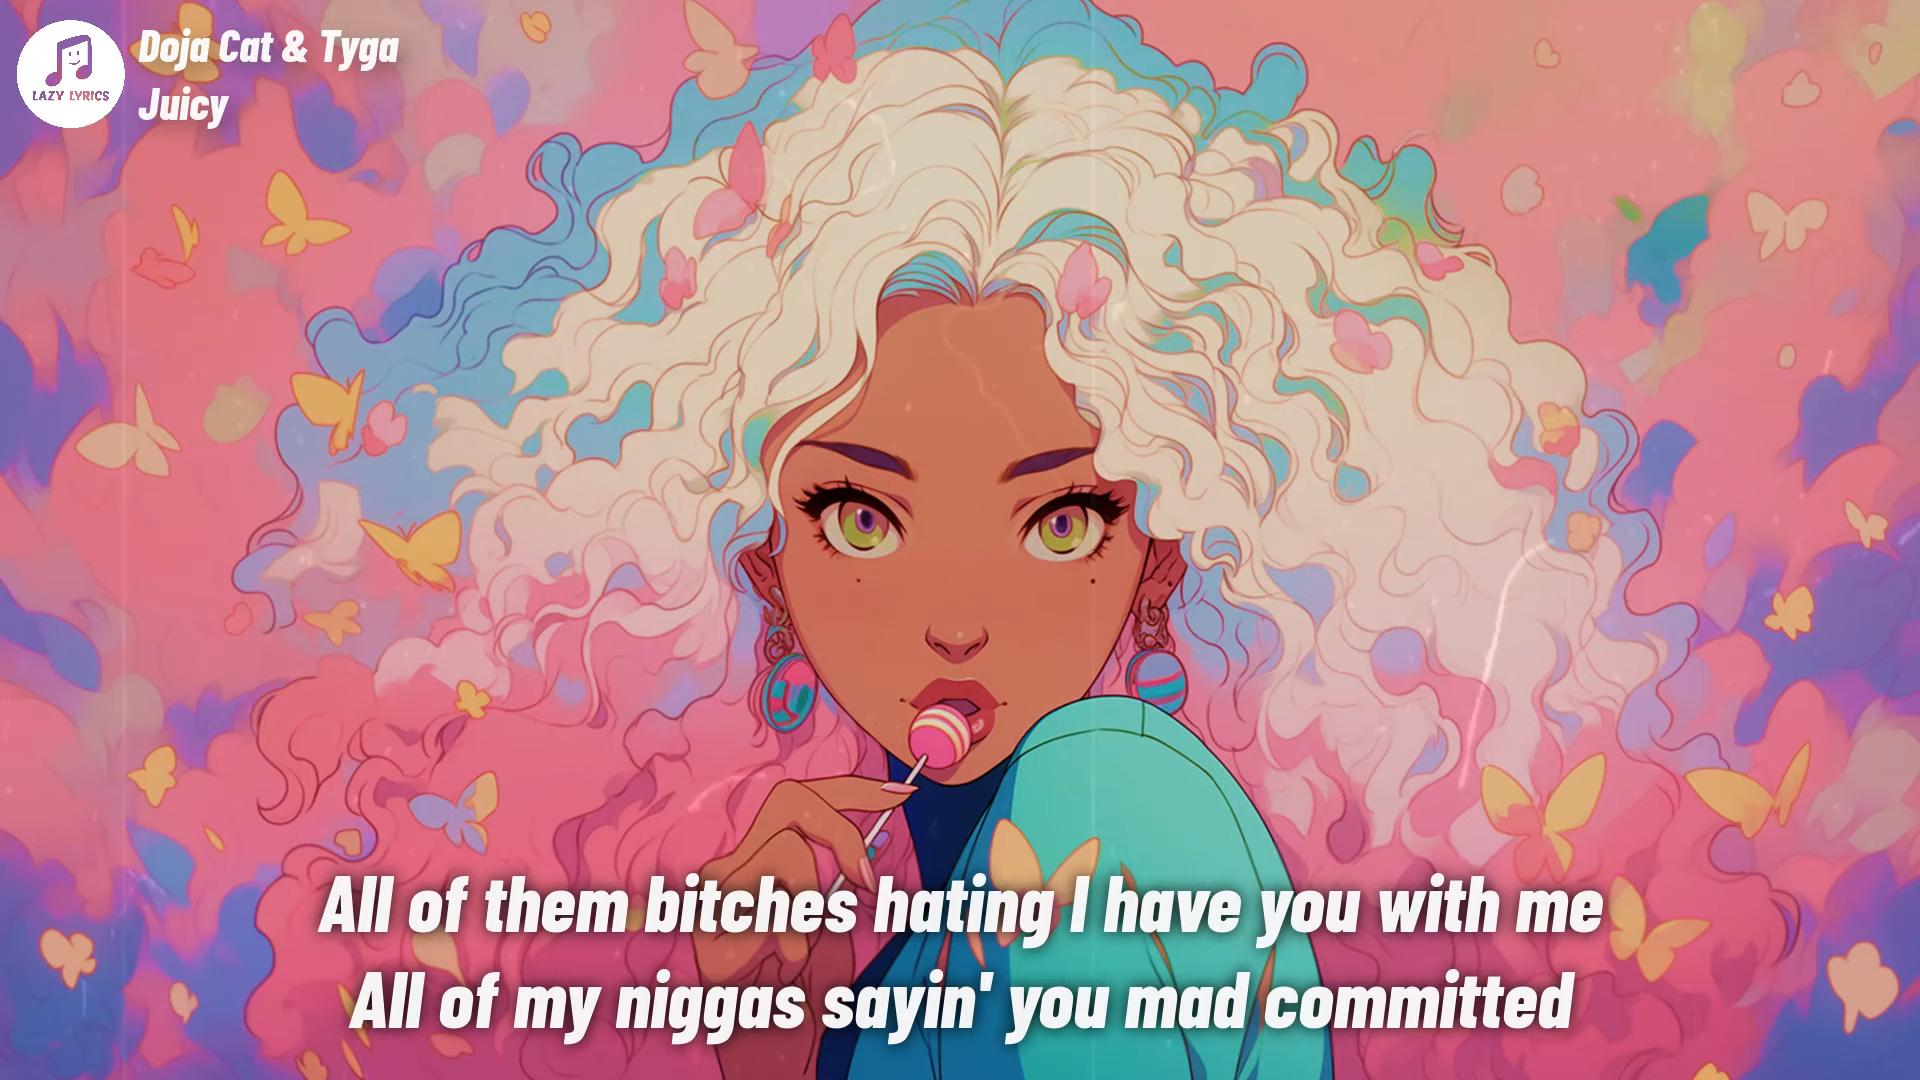 LAZY LYRICS
Doja Cat & Tyga
Juicy
All of them bitches hating I have you with me
All of my niggas sayin' you mad committed